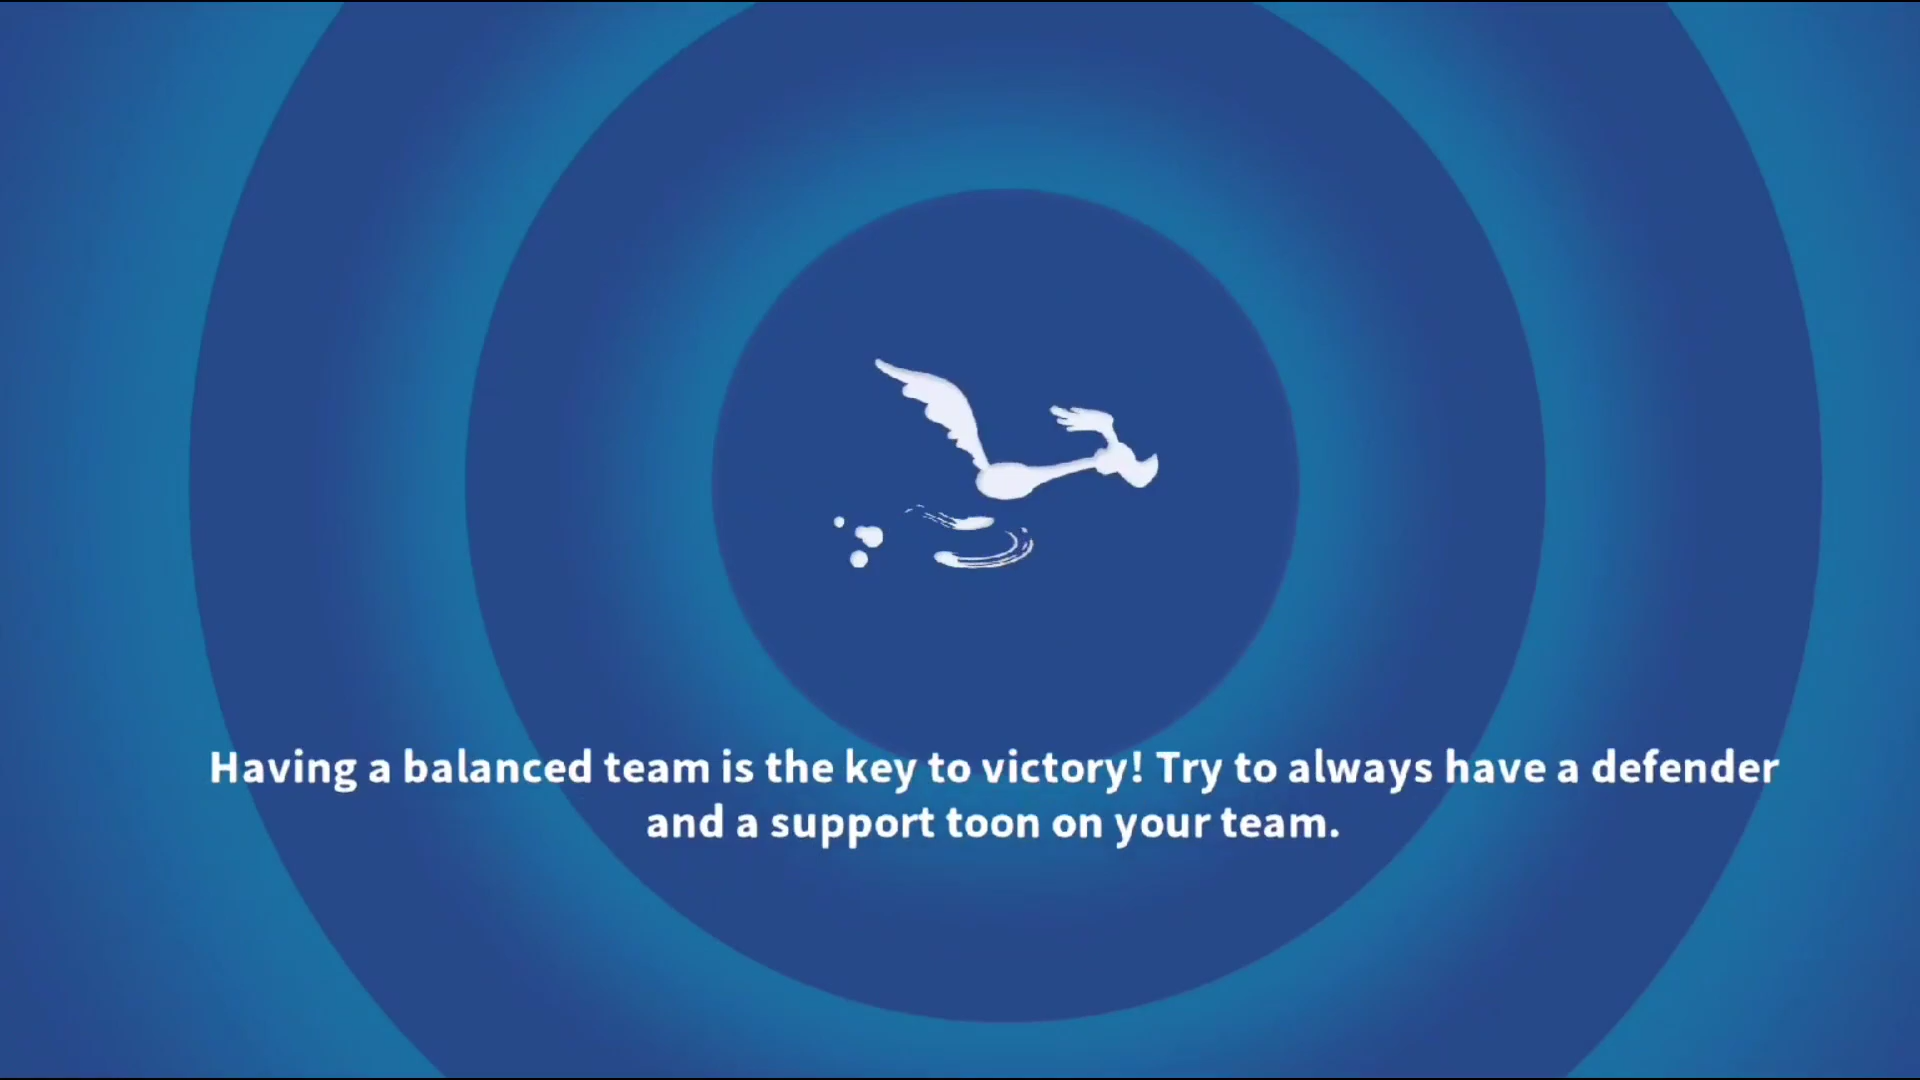 Having a balanced team is the key to victory! Try to always have a defender
and a support toon on your team.